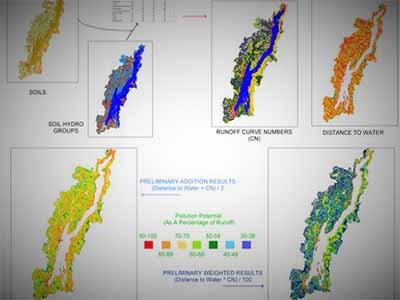 SOILS
SOIL HYDRO
GROUPS
RUNOFF CURVE NUMBERS
(CN)
DISTANCE TO WATER
PRELIMINARY ADDITION RESULTS
(Distance to Water + CN) / 2
Pollution Potential
(As A Percentage of Runoff)
90-100
70-79
50-59
30-39
80-89
60-69
40-49
PRELIMINARY WEIGHTED RESULTS
(Distance to Water * CN) / 100